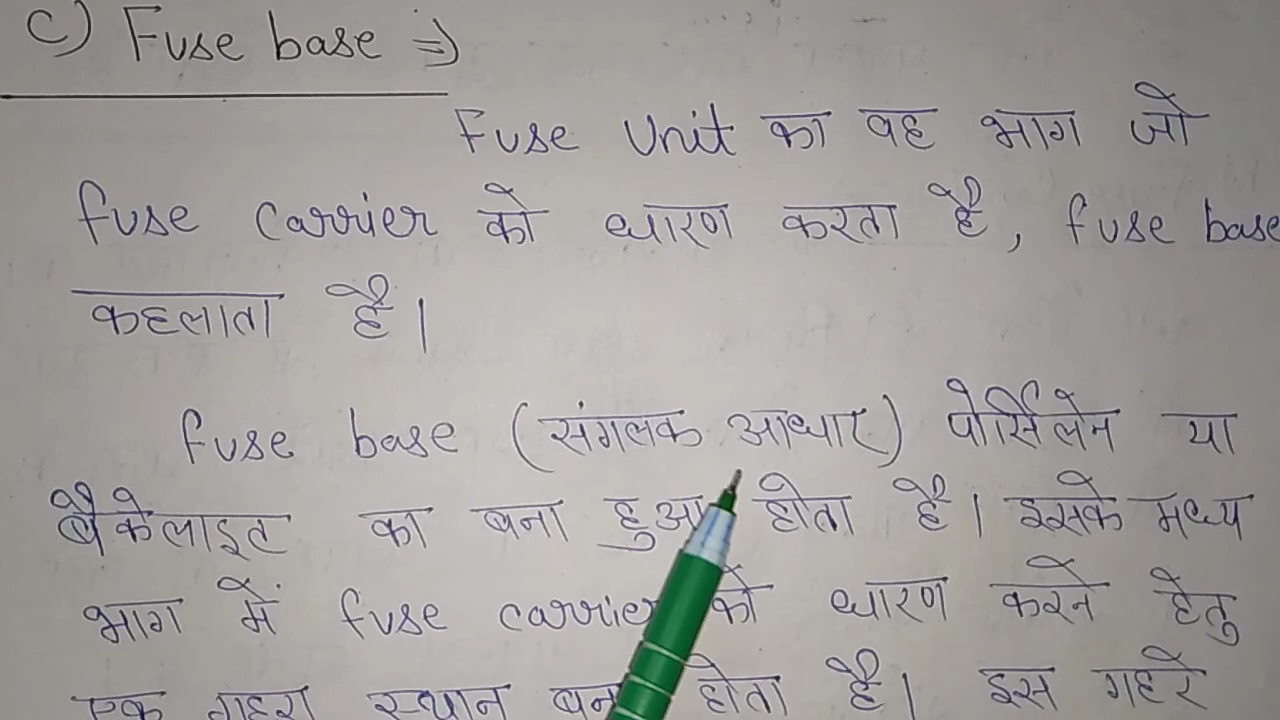 c) Fuse base ⇒
Fuse Unit का वह भाग जो
fuse carrier को धारण करता है, fuse base
कहलाता है।
fuse base (संगलक आधार) पोर्सिलेन या
बैकेलाइट का बना हुआ होता है। इसके मध्य
भाग में fuse carrier को धारण करने हेतु
एक गहरा स्थान बना होता है। इस गहरे